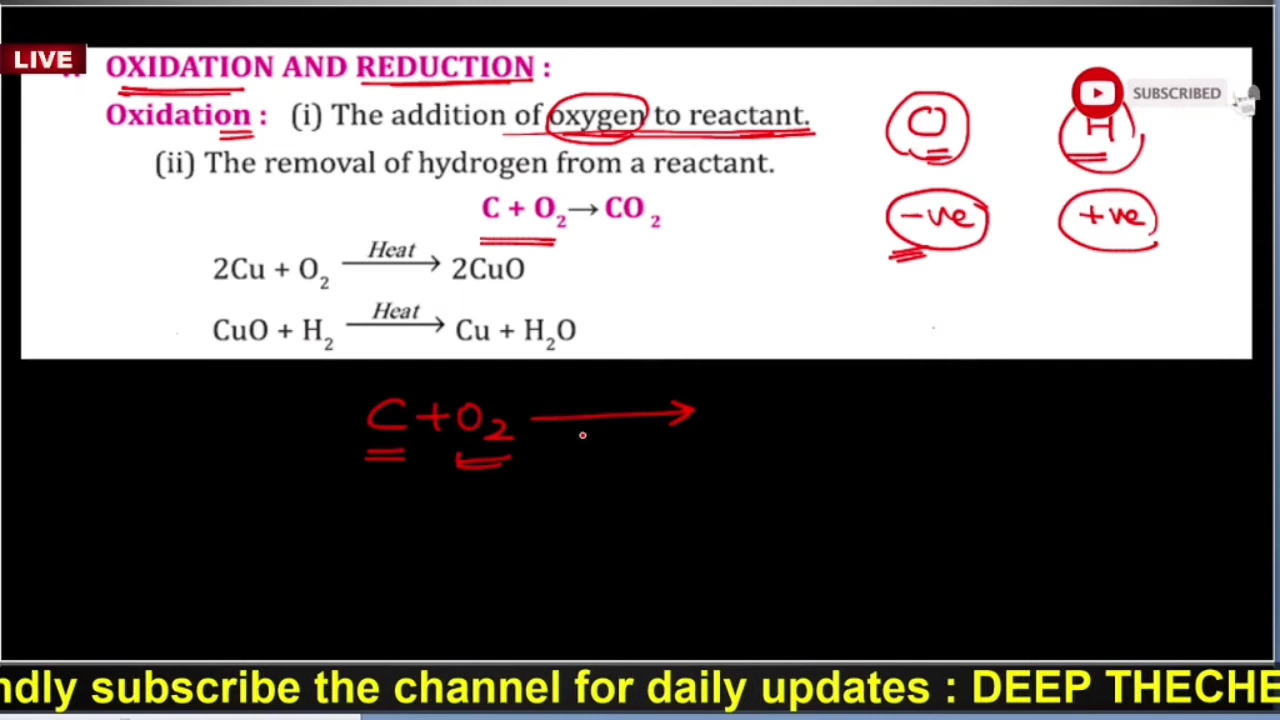 LIVE
OXIDATION AND REDUCTION :
Oxidation : (i) The addition of oxygen to reactant.
O H
SUBSCRIBED
(ii) The removal of hydrogen from a reactant.
C + O₂ → CO₂
-ve +ve
2Cu + O₂ —Heat→ 2CuO
CuO + H₂ —Heat→ Cu + H₂O
C + O₂ →
ndly subscribe the channel for daily updates : DEEP THECHE